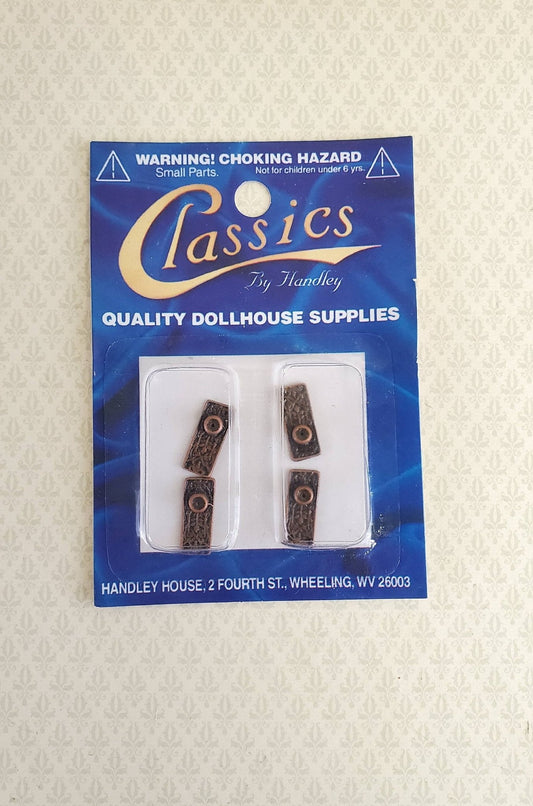 WARNING! CHOKING HAZARD
Small Parts. Not for children under 6 yrs.
Classics
By Handley
QUALITY DOLLHOUSE SUPPLIES
HANDLEY HOUSE, 2 FOURTH ST., WHEELING, WV 26003